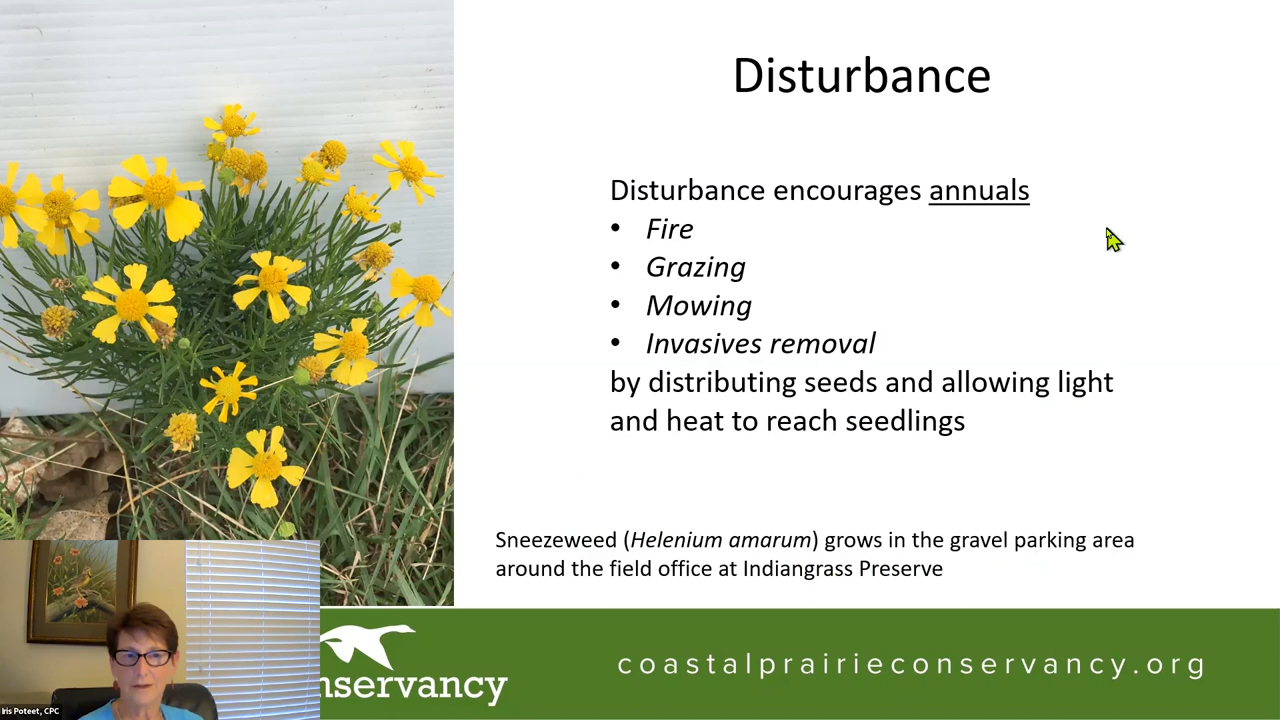 Disturbance
Disturbance encourages annuals
• Fire
• Grazing
• Mowing
• Invasives removal
by distributing seeds and allowing light
and heat to reach seedlings
Sneezeweed (Helenium amarum) grows in the gravel parking area
around the field office at Indiangrass Preserve
nservancy
coastalprairieconservancy.org
Iris Poteet, CPC